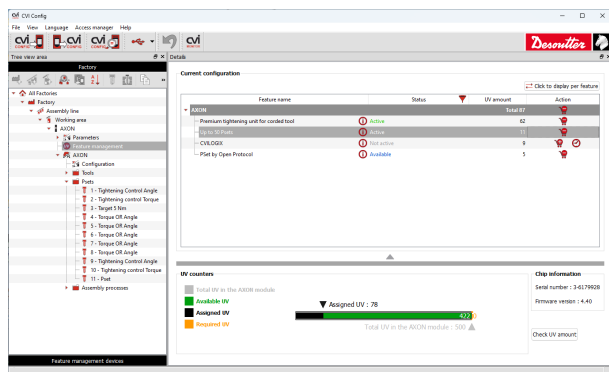 CVI Config
File View Language Access manager Help
CVI CONFIG CVI CVI CONFIG CVI MONITOR Desoutter
Tree view area
Details
Factory
All Factories
Factory
Assembly line
Working area
AXON
Parameters
Feature management
AXON
Configuration
Tools
Psets
1 - Tightening Control Angle
2 - Tightening control Torque
3 - Target 5 Nm
4 - Torque OR Angle
5 - Torque OR Angle
6 - Torque OR Angle
7 - Torque OR Angle
8 - Torque OR Angle
9 - Tightening Control Angle
10 - Tightening control Torque
11 - Pset
Assembly processes
Feature management devices
Current configuration
Click to display per feature
Feature name Status UV amount Action
AXON Total 87
Premium tightening unit for corded tool Active 62
Up to 50 Psets Active 11
CVILOGIX Not active 9
PSet by Open Protocol Available 5
UV counters
Total UV in the AXON module
Available UV
Assigned UV
Required UV
Assigned UV : 78
422
Total UV in the AXON module : 500
Chip information
Serial number : 3-6179928
Firmware version : 4.40
Check UV amount